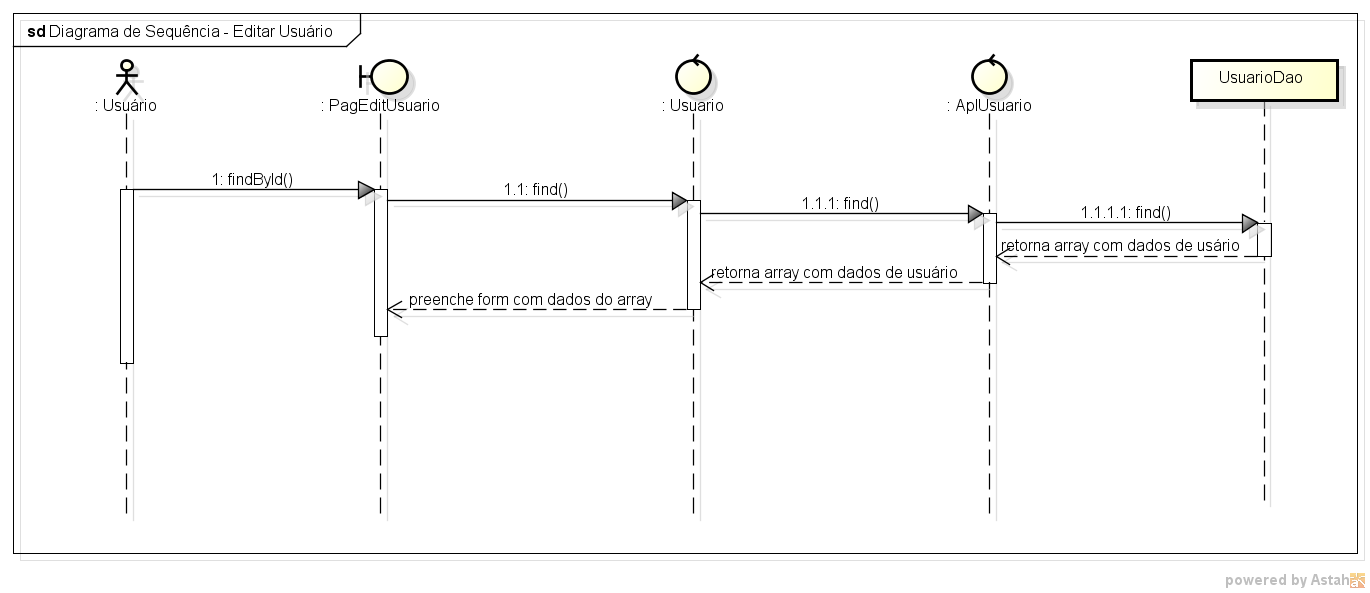 sd Diagrama de Sequência - Editar Usuário
: Usuário
: PagEditUsuario
: Usuario
: AplUsuario
UsuarioDao
1: findById()
1.1: find()
1.1.1: find()
1.1.1.1: find()
retorna array com dados de usário
retorna array com dados de usuário
preenche form com dados do array
powered by Astah